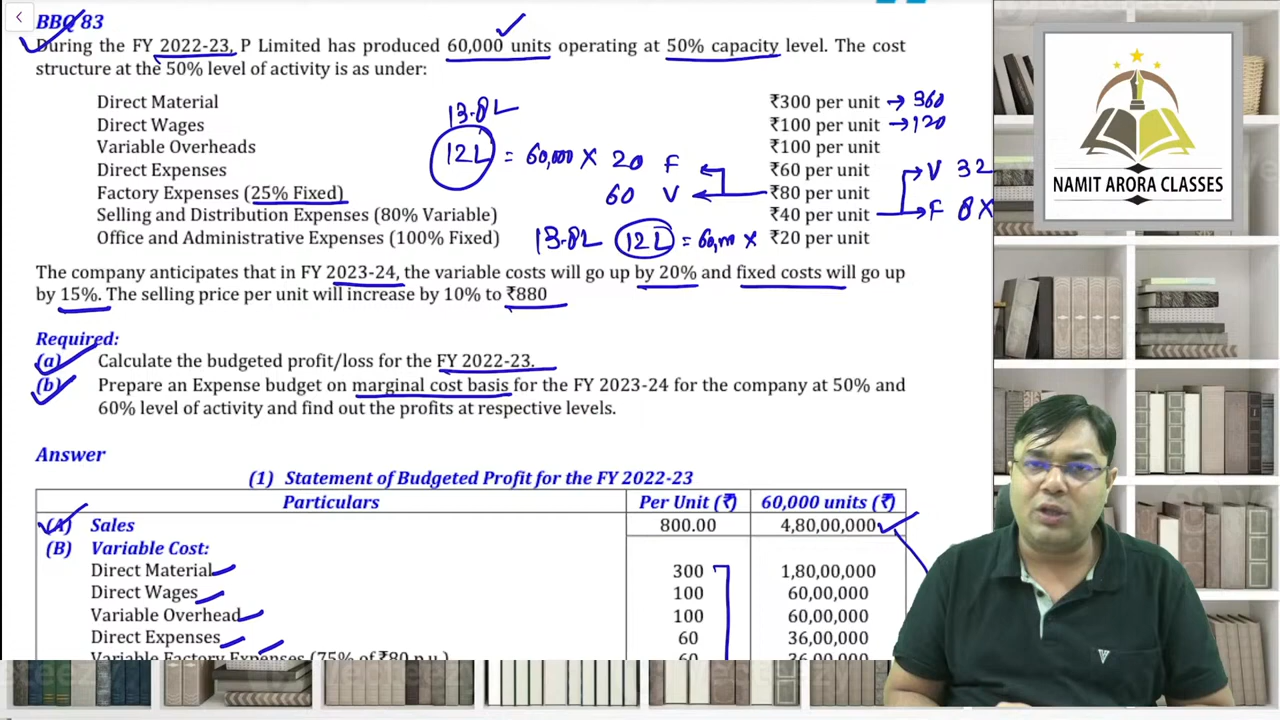 BBQ 83
During the FY 2022-23, P Limited has produced 60,000 units operating at 50% capacity level. The cost
structure at the 50% level of activity is as under:
Direct Material ₹300 per unit → 360
Direct Wages ₹100 per unit → 120
Variable Overheads ₹100 per unit
Direct Expenses ₹60 per unit
Factory Expenses (25% Fixed) ₹80 per unit
Selling and Distribution Expenses (80% Variable) ₹40 per unit
Office and Administrative Expenses (100% Fixed) ₹20 per unit
13.8L
12L = 60,000 X 20 F
60 V
V 32
F 8X
13.8L 12L = 60,000 X
The company anticipates that in FY 2023-24, the variable costs will go up by 20% and fixed costs will go up
by 15%. The selling price per unit will increase by 10% to ₹880
Required:
(a) Calculate the budgeted profit/loss for the FY 2022-23.
(b) Prepare an Expense budget on marginal cost basis for the FY 2023-24 for the company at 50% and
60% level of activity and find out the profits at respective levels.
Answer
(1) Statement of Budgeted Profit for the FY 2022-23
Particulars Per Unit (₹) 60,000 units (₹)
(A) Sales 800.00 4,80,00,000
(B) Variable Cost:
Direct Material 300 1,80,00,000
Direct Wages 100 60,00,000
Variable Overhead 100 60,00,000
Direct Expenses 60 36,00,000
Variable Factory Expenses (75% of ₹80 p.u.) 60 36,00,000
NAMIT ARORA CLASSES